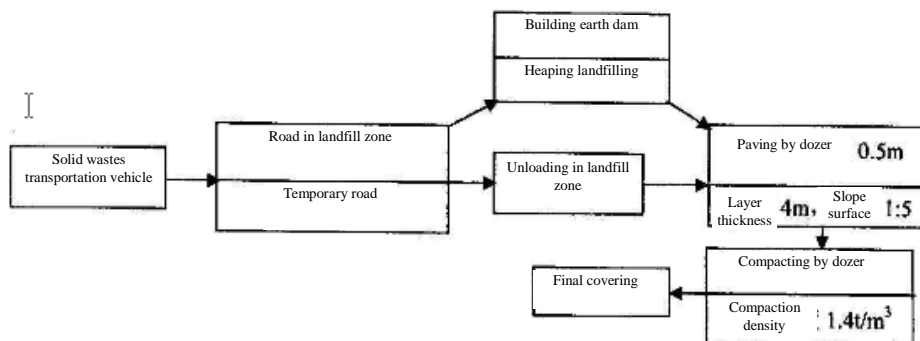 Building earth dam
Heaping landfilling
Solid wastes
transportation vehicle
Road in landfill zone
Temporary road
Unloading in landfill
zone
Paving by dozer 0.5m
Layer
thickness 4m, Slope
surface 1:5
Compacting by dozer
Compaction
density 1.4t/m³
Final covering